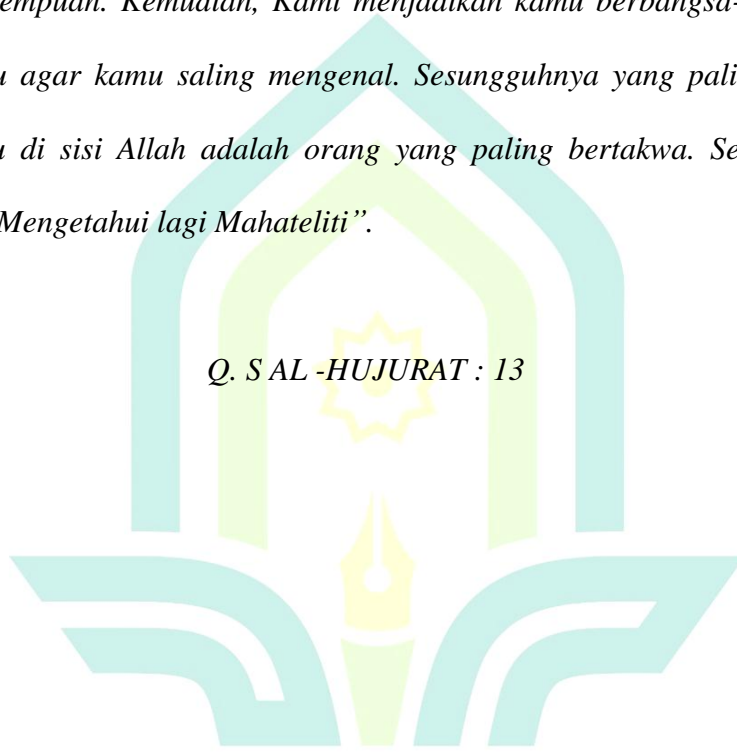 empuan. Kemudian, Kami menjadikan kamu berbangsa-
u agar kamu saling mengenal. Sesungguhnya yang pali
u di sisi Allah adalah orang yang paling bertakwa. Se
Mengetahui lagi Mahateliti”.
Q. S AL -HUJURAT : 13